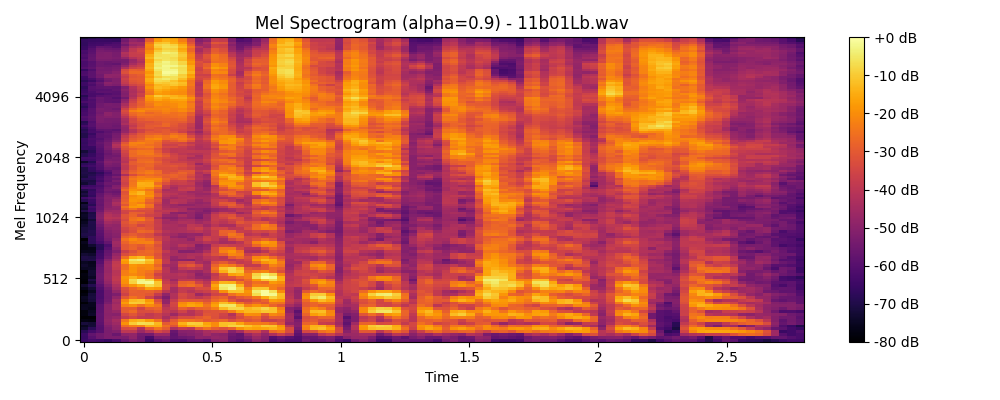 Mel Spectrogram (alpha=0.9) - 11b01Lb.wav
Mel Frequency
4096
2048
1024
512
0
0
0.5
1
1.5
2
2.5
Time
+0 dB
-10 dB
-20 dB
-30 dB
-40 dB
-50 dB
-60 dB
-70 dB
-80 dB